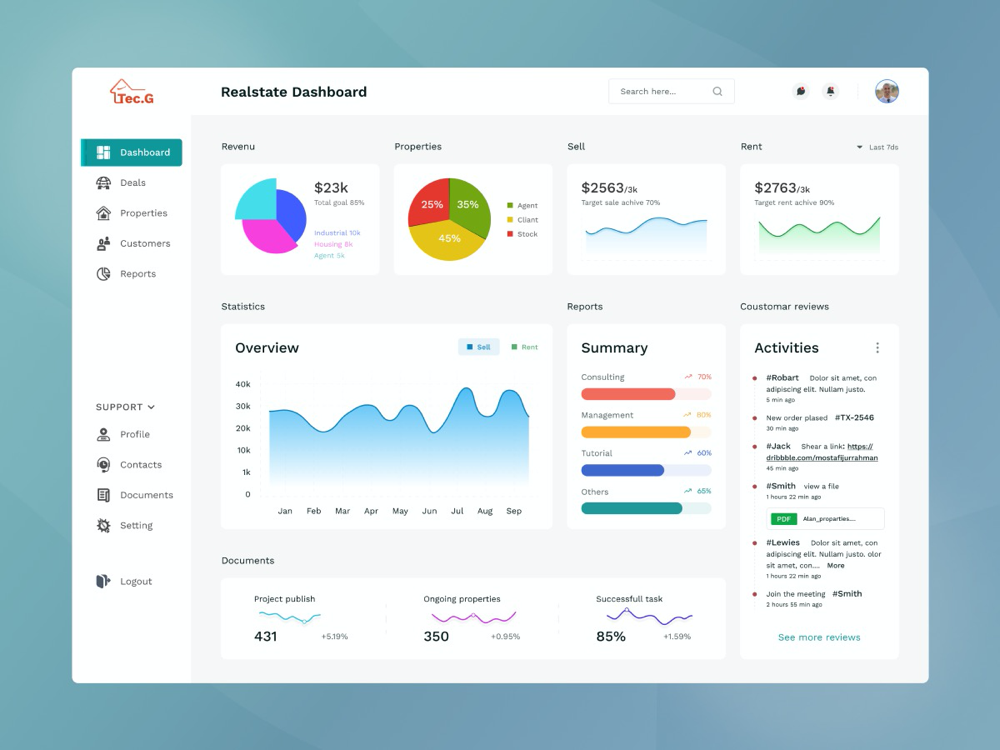 Tec.G
Realstate Dashboard
Search here...
Dashboard
Deals
Properties
Customers
Reports
SUPPORT
Profile
Contacts
Documents
Setting
Logout
Revenu
$23k
Total goal 85%
Industrial 10k
Housing 8k
Agent 5k
Properties
25%
35%
45%
Agent
Cliant
Stock
Sell
$2563/3k
Target sale achive 70%
Rent
Last 7ds
$2763/3k
Target rent achive 90%
Statistics
Overview
Sell
Rent
40k
30k
20k
10k
1k
0
Jan Feb Mar Apr May Jun Jul Aug Sep
Reports
Summary
Consulting 70%
Management 80%
Tutorial 60%
Others 65%
Coustomar reviews
Activities
#Robart Dolor sit amet, con
adipiscing elit. Nullam justo.
5 min ago
New order plased #TX-2546
30 min ago
#Jack Shear a link: https://
dribbble.com/mostafijurrahman
45 min ago
#Smith view a file
1 hours 22 min ago
PDF Alan_proparties....
#Lewies Dolor sit amet, con
adipiscing elit. Nullam justo. olor
sit amet, con.... More
1 hours 22 min ago
Join the meeting #Smith
2 hours 55 min ago
See more reviews
Documents
Project publish
431 +5.19%
Ongoing properties
350 +0.95%
Successfull task
85% +1.59%